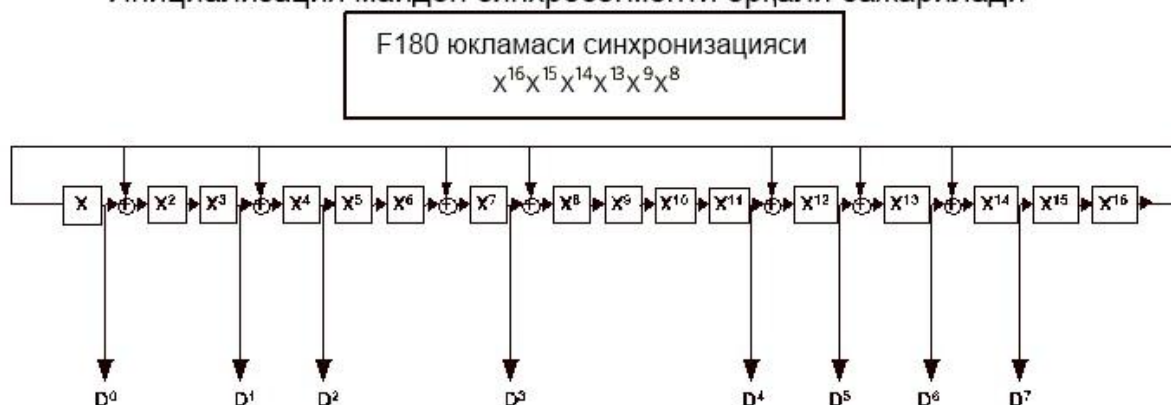 F180 юкламаси синхронизацияси
X¹⁶X¹⁵X¹⁴X¹³X⁹X⁸
X X² X³ X⁴ X⁵ X⁶ X⁷ X⁸ X⁹ X¹⁰ X¹¹ X¹² X¹³ X¹⁴ X¹⁵ X¹⁶
D⁰ D¹ D² D³ D⁴ D⁵ D⁶ D⁷